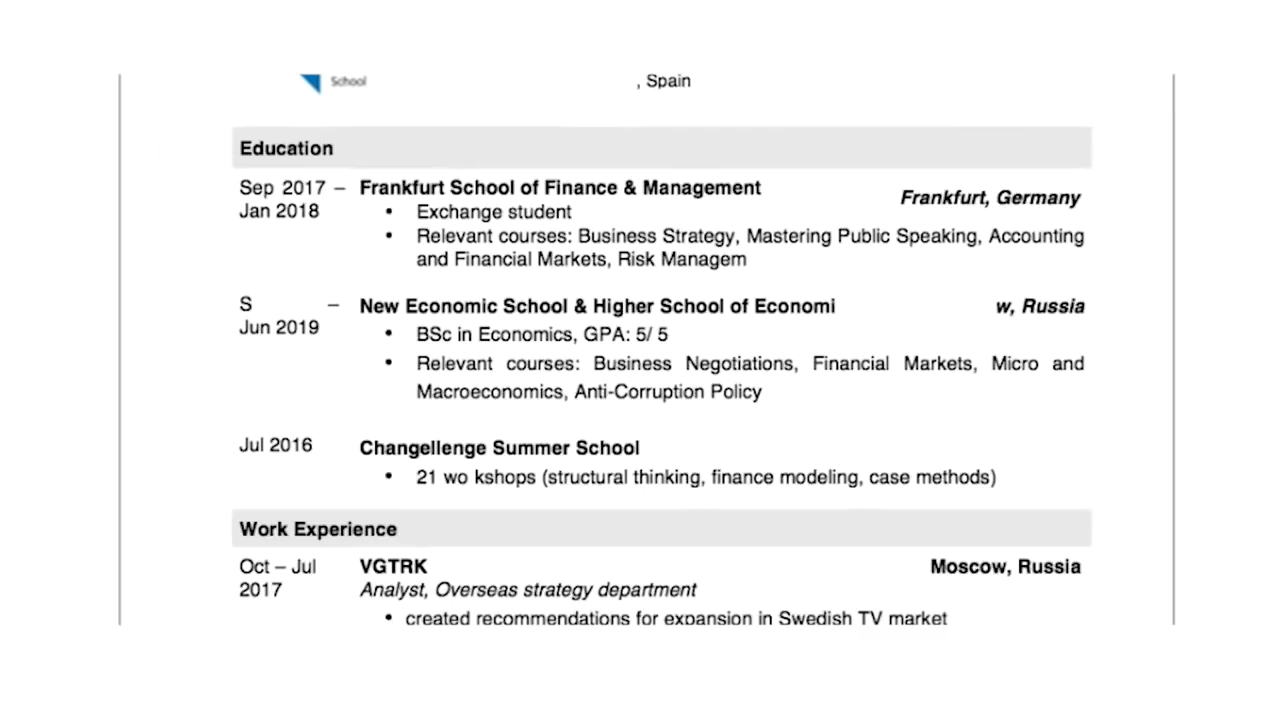 School
, Spain
Education
Sep 2017 – Frankfurt School of Finance & Management
Frankfurt, Germany
Jan 2018
• Exchange student
• Relevant courses: Business Strategy, Mastering Public Speaking, Accounting
and Financial Markets, Risk Managem
S – New Economic School & Higher School of Economi w, Russia
Jun 2019
• BSc in Economics, GPA: 5/ 5
• Relevant courses: Business Negotiations, Financial Markets, Micro and
Macroeconomics, Anti-Corruption Policy
Jul 2016 Changellenge Summer School
• 21 wo kshops (structural thinking, finance modeling, case methods)
Work Experience
Oct – Jul VGTRK Moscow, Russia
2017 Analyst, Overseas strategy department
• created recommendations for expansion in Swedish TV market